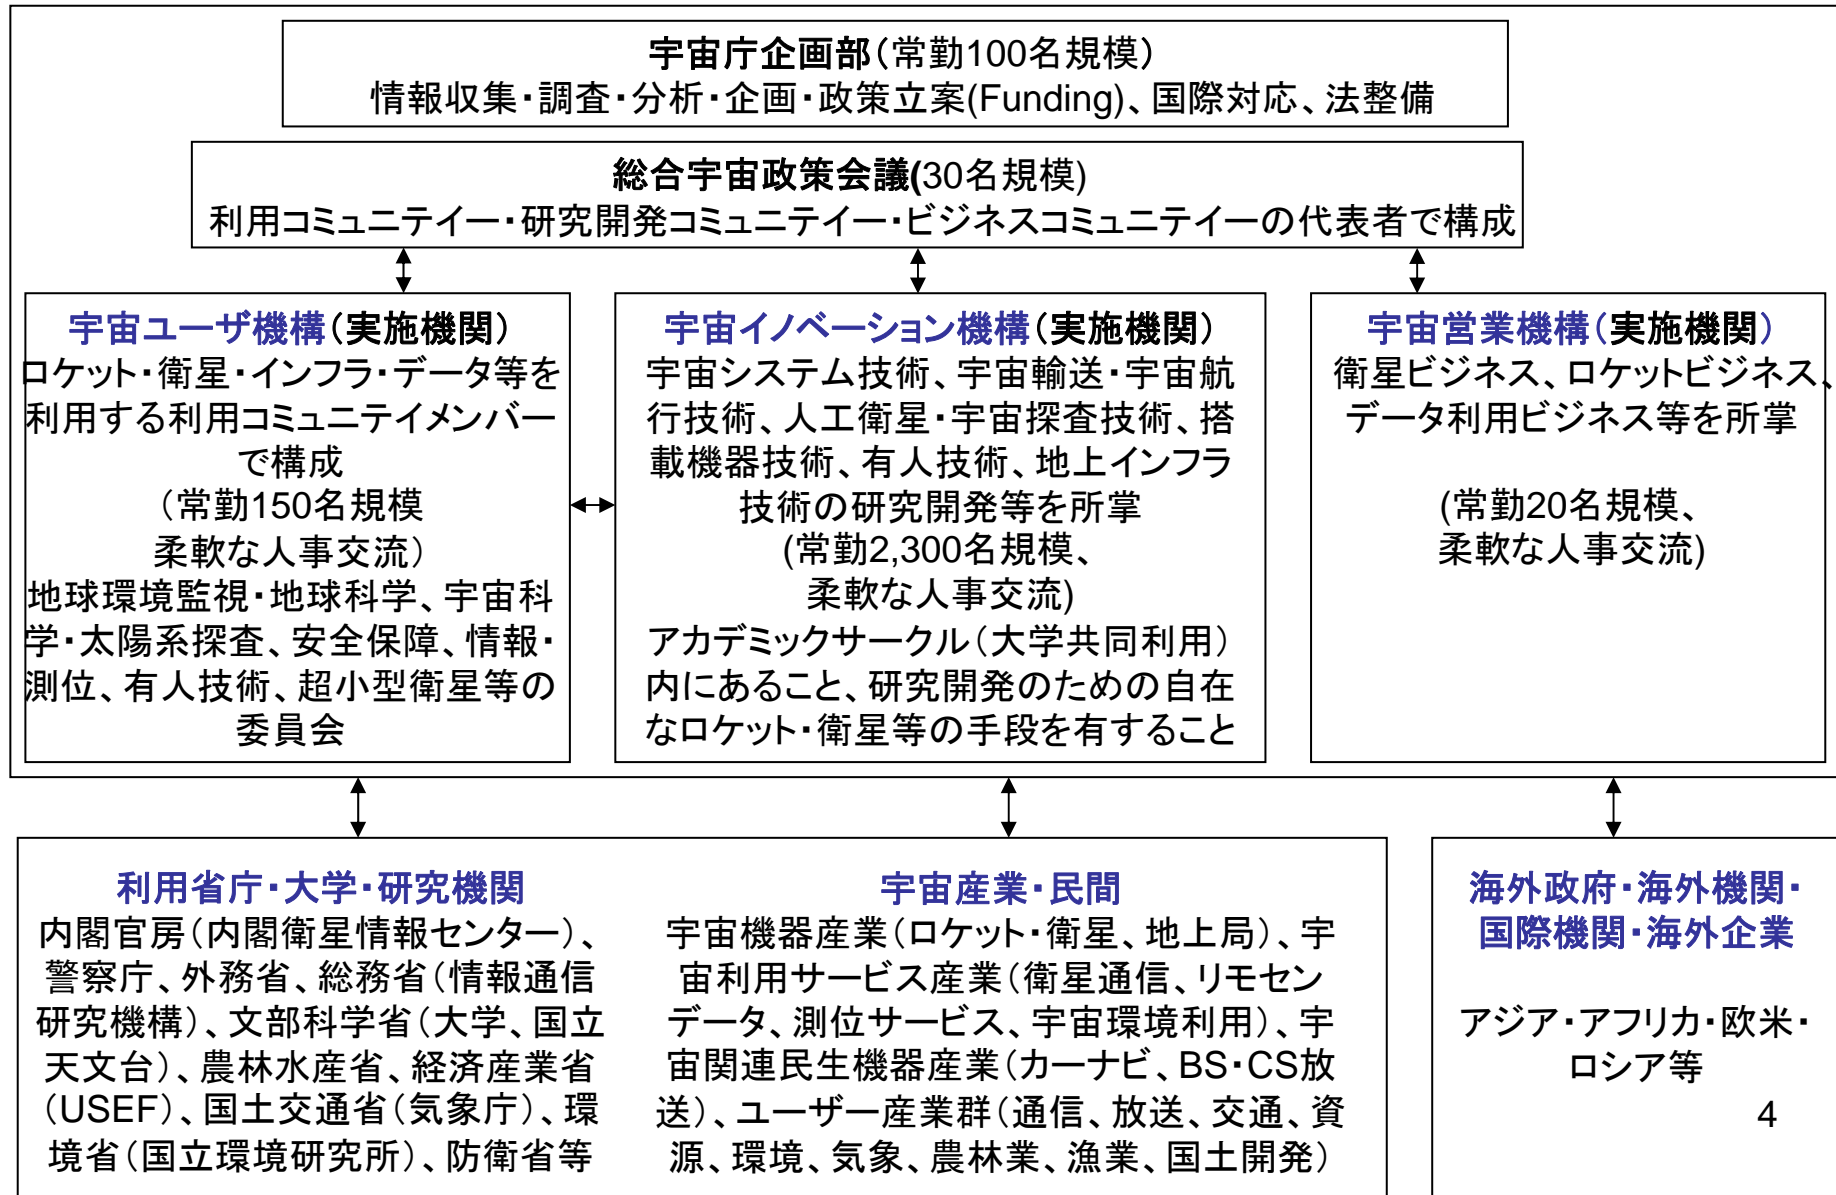 宇宙庁企画部(常勤100名規模)
情報収集・調査・分析・企画・政策立案(Funding)、国際対応、法整備
総合宇宙政策会議(30名規模)
利用コミュニテイー・研究開発コミュニテイー・ビジネスコミュニテイーの代表者で構成
宇宙ユーザ機構(実施機関)
ロケット・衛星・インフラ・データ等を
利用する利用コミュニテイメンバー
で構成
(常勤150名規模
柔軟な人事交流)
地球環境監視・地球科学、宇宙科
学・太陽系探査、安全保障、情報・
測位、有人技術、超小型衛星等の
委員会
宇宙イノベーション機構(実施機関)
宇宙システム技術、宇宙輸送・宇宙航
行技術、人工衛星・宇宙探査技術、搭
載機器技術、有人技術、地上インフラ
技術の研究開発等を所掌
(常勤2,300名規模、
柔軟な人事交流)
アカデミックサークル(大学共同利用)
内にあること、研究開発のための自在
なロケット・衛星等の手段を有すること
宇宙営業機構(実施機関)
衛星ビジネス、ロケットビジネス、
データ利用ビジネス等を所掌
(常勤20名規模、
柔軟な人事交流)
利用省庁・大学・研究機関
内閣官房(内閣衛星情報センター)、
警察庁、外務省、総務省(情報通信
研究機構)、文部科学省(大学、国立
天文台)、農林水産省、経済産業省
(USEF)、国土交通省(気象庁)、環
境省(国立環境研究所)、防衛省等
宇宙産業・民間
宇宙機器産業(ロケット・衛星、地上局)、宇
宙利用サービス産業(衛星通信、リモセン
データ、測位サービス、宇宙環境利用)、宇
宙関連民生機器産業(カーナビ、BS・CS放
送)、ユーザー産業群(通信、放送、交通、資
源、環境、気象、農林業、漁業、国土開発)
海外政府・海外機関・
国際機関・海外企業
アジア・アフリカ・欧米・
ロシア等
4